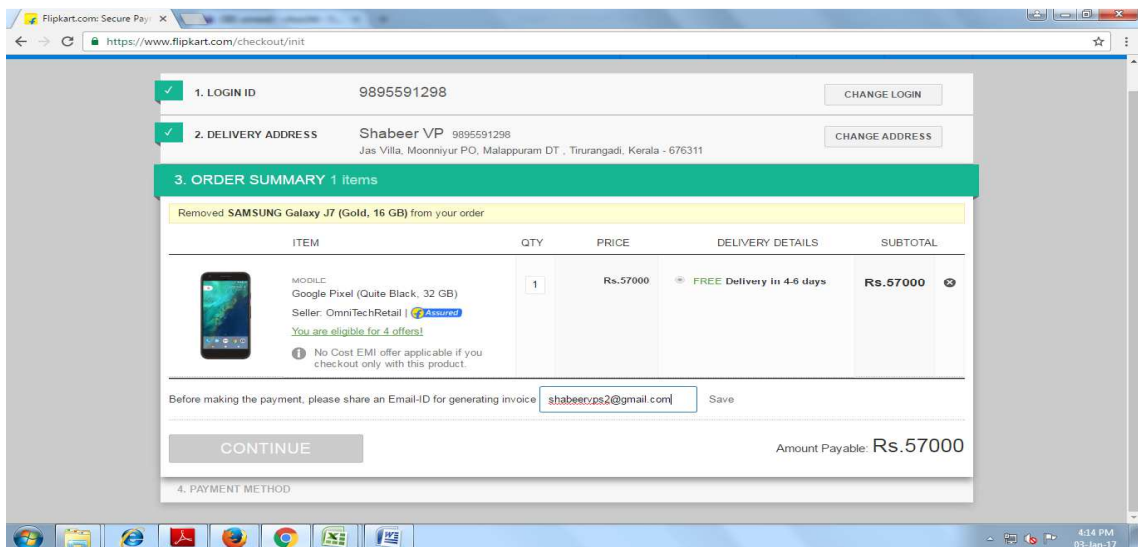 Flipkart.com: Secure Pay
https://www.flipkart.com/checkout/init
1. LOGIN ID 9895591298 CHANGE LOGIN
2. DELIVERY ADDRESS Shabeer VP 9895591298 CHANGE ADDRESS
Jas Villa, Moonniyur PO, Malappuram DT , Tirurangadi, Kerala - 676311
3. ORDER SUMMARY 1 items
Removed SAMSUNG Galaxy J7 (Gold, 16 GB) from your order
ITEM QTY PRICE DELIVERY DETAILS SUBTOTAL
MOBILE
Google Pixel (Quite Black, 32 GB) 1 Rs.57000 FREE Delivery in 4-6 days Rs.57000
Seller: OmniTechRetail | Assured
You are eligible for 4 offers!
No Cost EMI offer applicable if you
checkout only with this product.
Before making the payment, please share an Email-ID for generating invoice shabeervps2@gmail.com Save
CONTINUE Amount Payable: Rs.57000
4. PAYMENT METHOD
4:14 PM
03-Jan-17